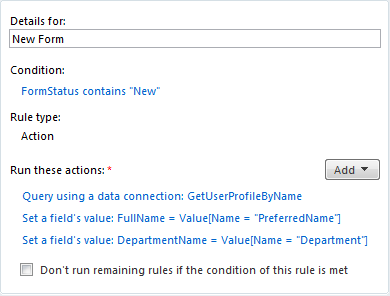 Details for:
New Form
Condition:
FormStatus contains "New"
Rule type:
Action
Run these actions: *
Add
Query using a data connection: GetUserProfileByName
Set a field's value: FullName = Value[Name = "PreferredName"]
Set a field's value: DepartmentName = Value[Name = "Department"]
Don't run remaining rules if the condition of this rule is met